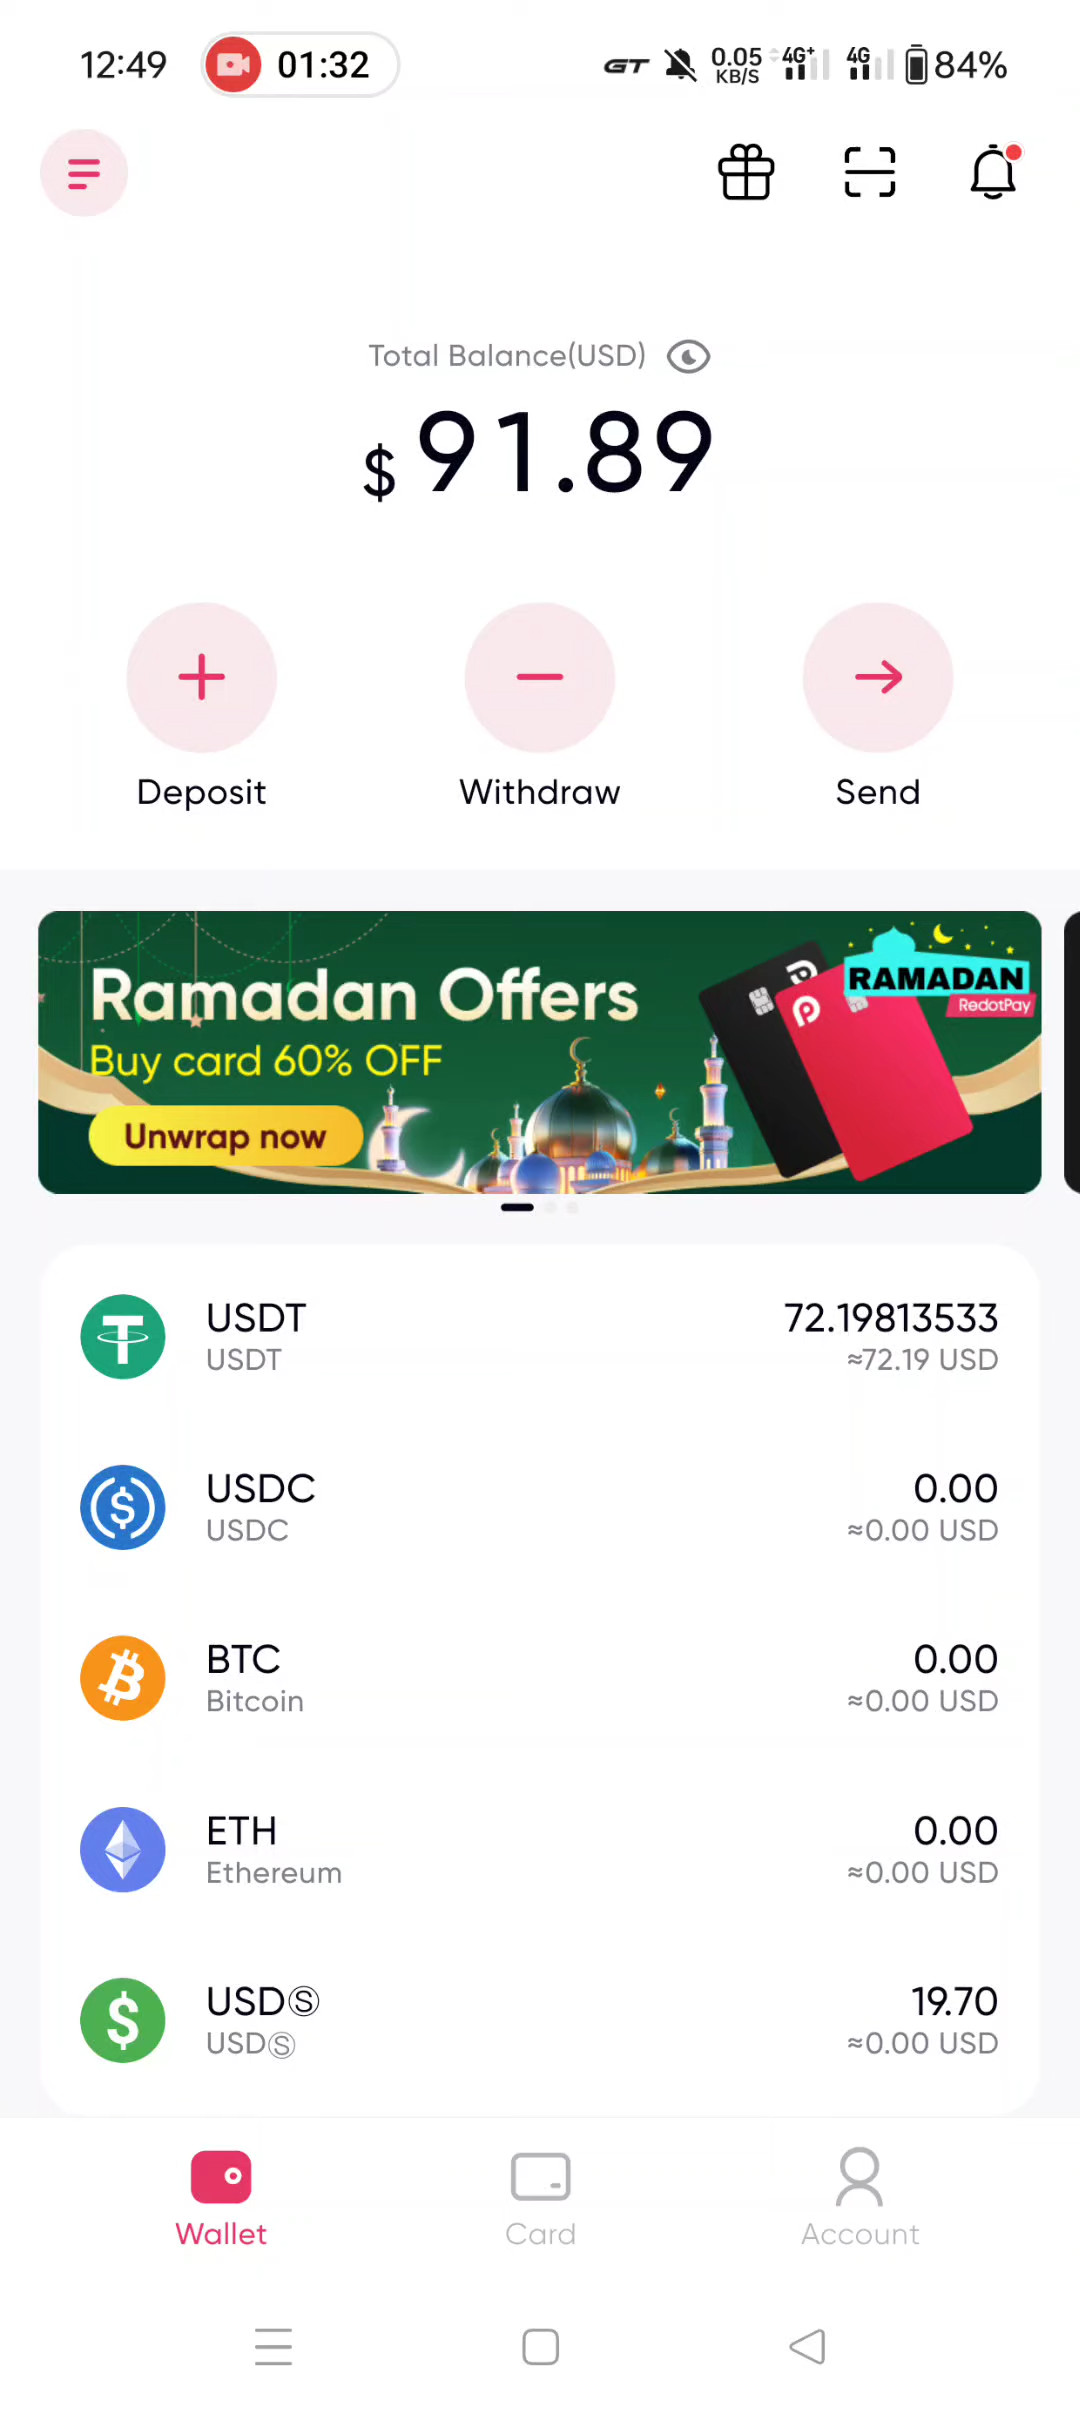 12:49 01:32 GT 0.05 KB/S 4G+ 4G 84%
Total Balance(USD)
$ 91.89
Deposit Withdraw Send
Ramadan Offers
Buy card 60% OFF
Unwrap now
RAMADAN
RedotPay
USDT 72.19813533
USDT ≈72.19 USD
USDC 0.00
USDC ≈0.00 USD
BTC 0.00
Bitcoin ≈0.00 USD
ETH 0.00
Ethereum ≈0.00 USD
USDⓈ 19.70
USDⓈ ≈0.00 USD
Wallet Card Account